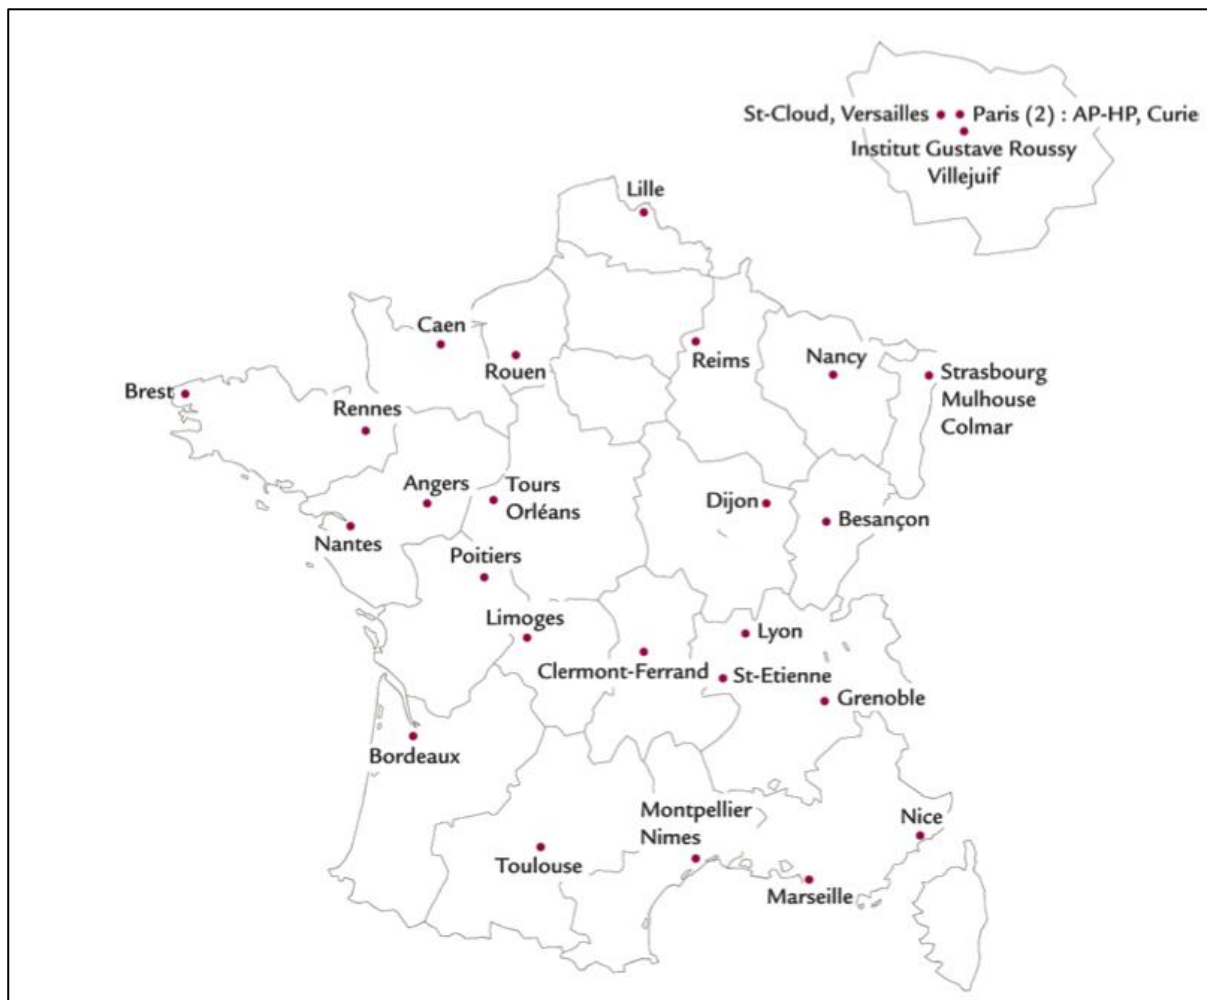 St-Cloud, Versailles
Paris (2) : AP-HP, Curie
Institut Gustave Roussy
Villejuif
Lille
Caen
Rouen
Reims
Nancy
Strasbourg
Mulhouse
Colmar
Brest
Rennes
Angers
Tours
Orléans
Dijon
Besançon
Nantes
Poitiers
Limoges
Lyon
Clermont-Ferrand
St-Etienne
Grenoble
Bordeaux
Montpellier
Nimes
Nice
Toulouse
Marseille